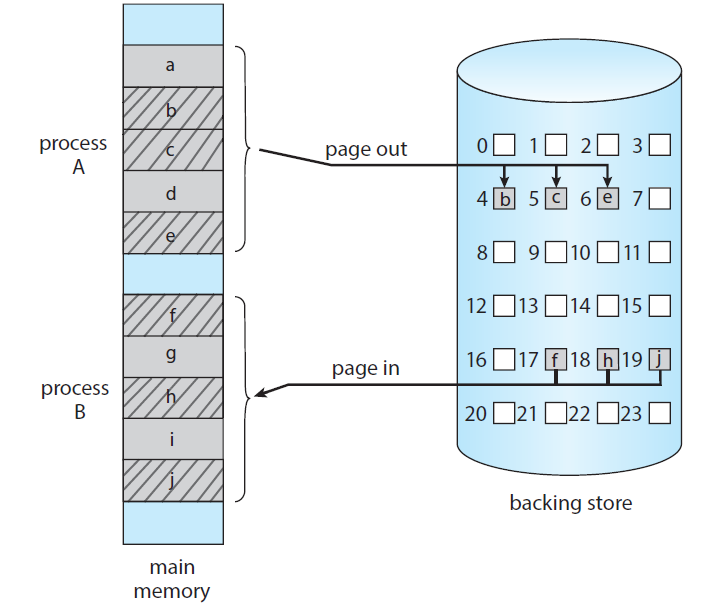 process
A
a
b
c
d
e
page out
0 1 2 3
4 b 5 c 6 e 7
8 9 10 11
12 13 14 15
process
B
f
g
h
i
j
page in
16 17 f 18 h 19 j
20 21 22 23
backing store
main
memory